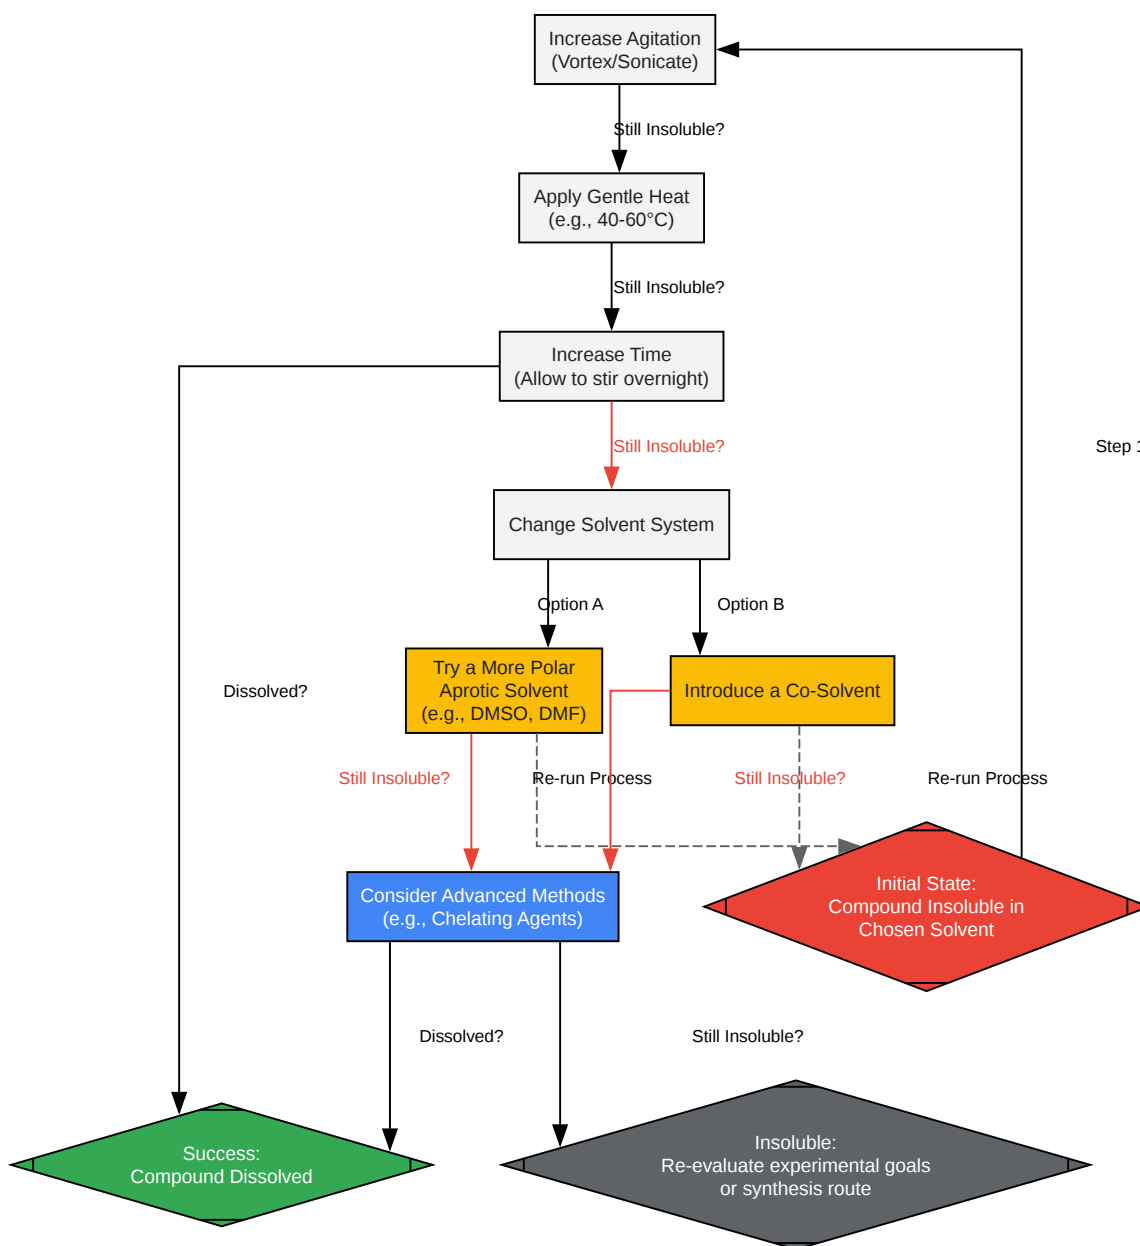 Increase Agitation
(Vortex/Sonicate)
Still Insoluble?
Apply Gentle Heat
(e.g., 40-60°C)
Still Insoluble?
Increase Time
(Allow to stir overnight)
Still Insoluble?
Step 1
Change Solvent System
Option A
Option B
Try a More Polar
Aprotic Solvent
(e.g., DMSO, DMF)
Introduce a Co-Solvent
Dissolved?
Still Insoluble?
Re-run Process
Still Insoluble?
Re-run Process
Consider Advanced Methods
(e.g., Chelating Agents)
Initial State:
Compound Insoluble in
Chosen Solvent
Dissolved?
Still Insoluble?
Success:
Compound Dissolved
Insoluble:
Re-evaluate experimental goals
or synthesis route